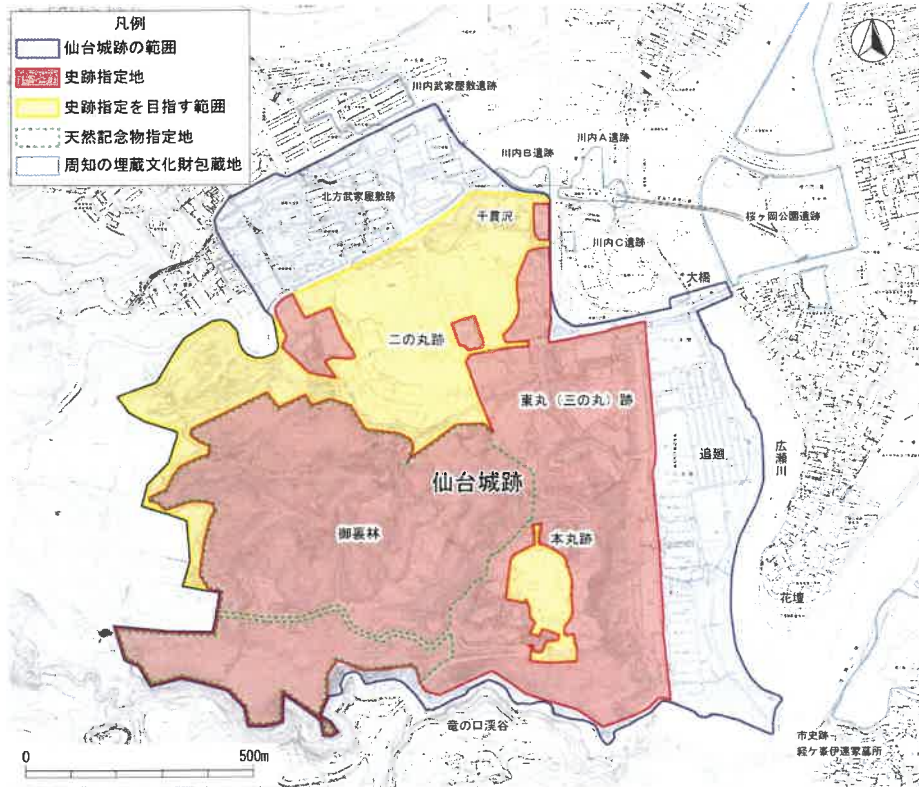 凡例
仙台城跡の範囲
史跡指定地
史跡指定を目指す範囲
天然記念物指定地
周知の埋蔵文化財包蔵地
川内武家屋敷遺跡
川内B遺跡
川内A遺跡
北方武家屋敷跡
千貫沢
川内C遺跡
桜ヶ岡公園遺跡
大橋
二の丸跡
東丸(三の丸)跡
追廻
広瀬川
仙台城跡
御裏林
本丸跡
花壇
竜の口渓谷
市史跡
経ケ峯伊達家墓所
0
500m